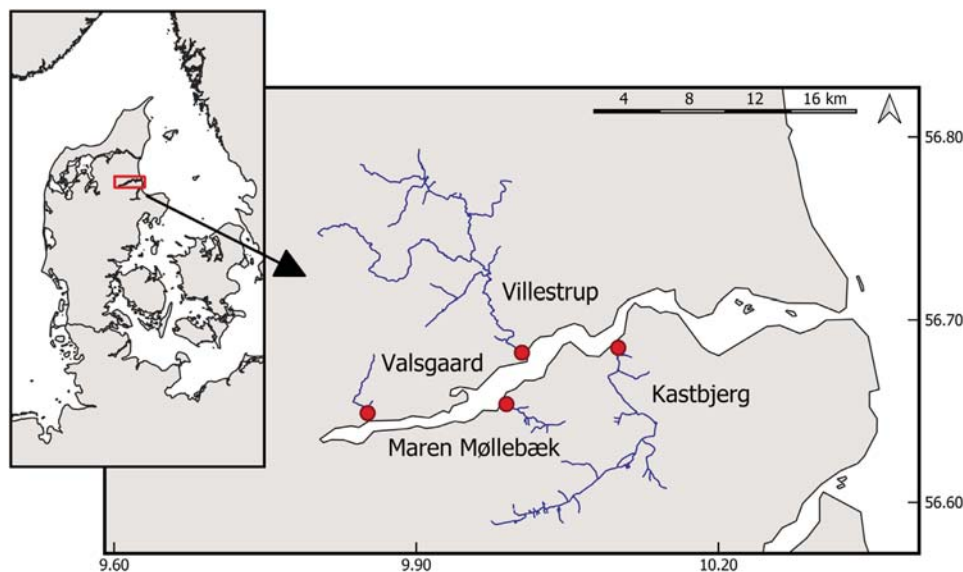 4 8 12 16 km
56.80
Villestrup
56.70
Valsgaard
Kastbjerg
Maren Møllebæk
56.60
9.60 9.90 10.20